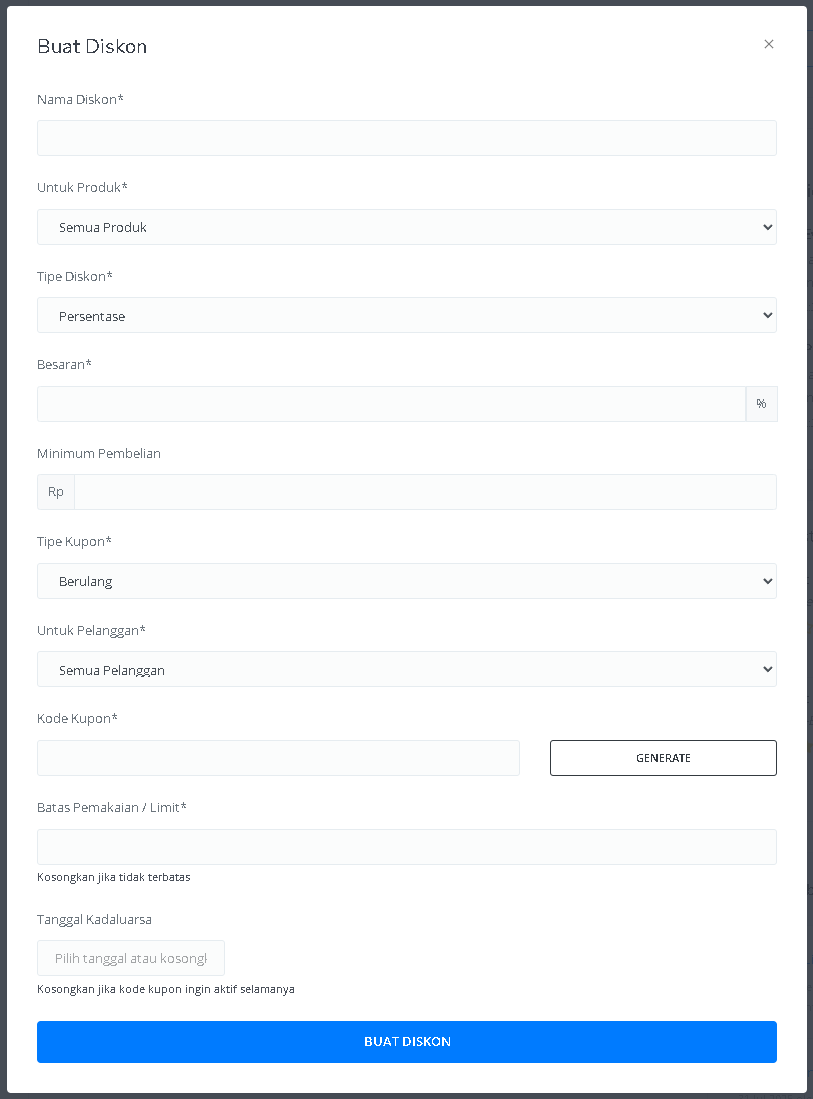 Buat Diskon
×
Nama Diskon*
Untuk Produk*
Semua Produk
Tipe Diskon*
Persentase
Besaran*
%
Minimum Pembelian
Rp
Tipe Kupon*
Berulang
Untuk Pelanggan*
Semua Pelanggan
Kode Kupon*
GENERATE
Batas Pemakaian / Limit*
Kosongkan jika tidak terbatas
Tanggal Kadaluarsa
Pilih tanggal atau
Kosongkan jika kode kupon ingin aktif selamanya
BUAT DISKON